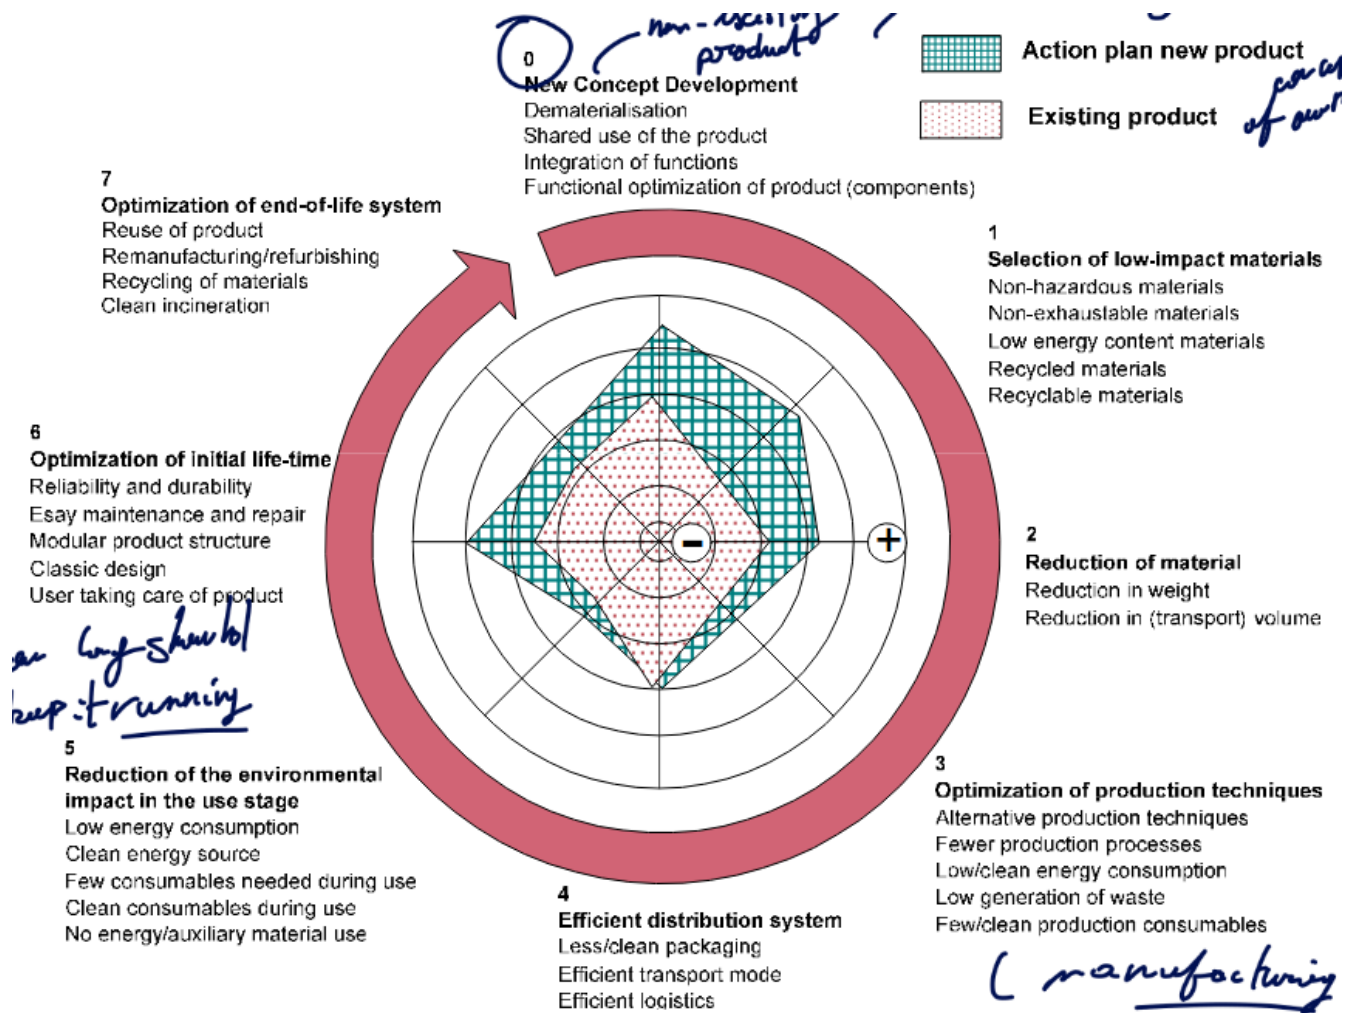 non-existing
product
0
New Concept Development
Dematerialisation
Shared use of the product
Integration of functions
Functional optimization of product (components)
Action plan new product
Existing product
of own
7
Optimization of end-of-life system
Reuse of product
Remanufacturing/refurbishing
Recycling of materials
Clean incineration
1
Selection of low-impact materials
Non-hazardous materials
Non-exhaustable materials
Low energy content materials
Recycled materials
Recyclable materials
6
Optimization of initial life-time
Reliability and durability
Esay maintenance and repair
Modular product structure
Classic design
User taking care of product
long should
keep it running
− +
2
Reduction of material
Reduction in weight
Reduction in (transport) volume
5
Reduction of the environmental
impact in the use stage
Low energy consumption
Clean energy source
Few consumables needed during use
Clean consumables during use
No energy/auxiliary material use
3
Optimization of production techniques
Alternative production techniques
Fewer production processes
Low/clean energy consumption
Low generation of waste
Few/clean production consumables
( manufacturing
4
Efficient distribution system
Less/clean packaging
Efficient transport mode
Efficient logistics